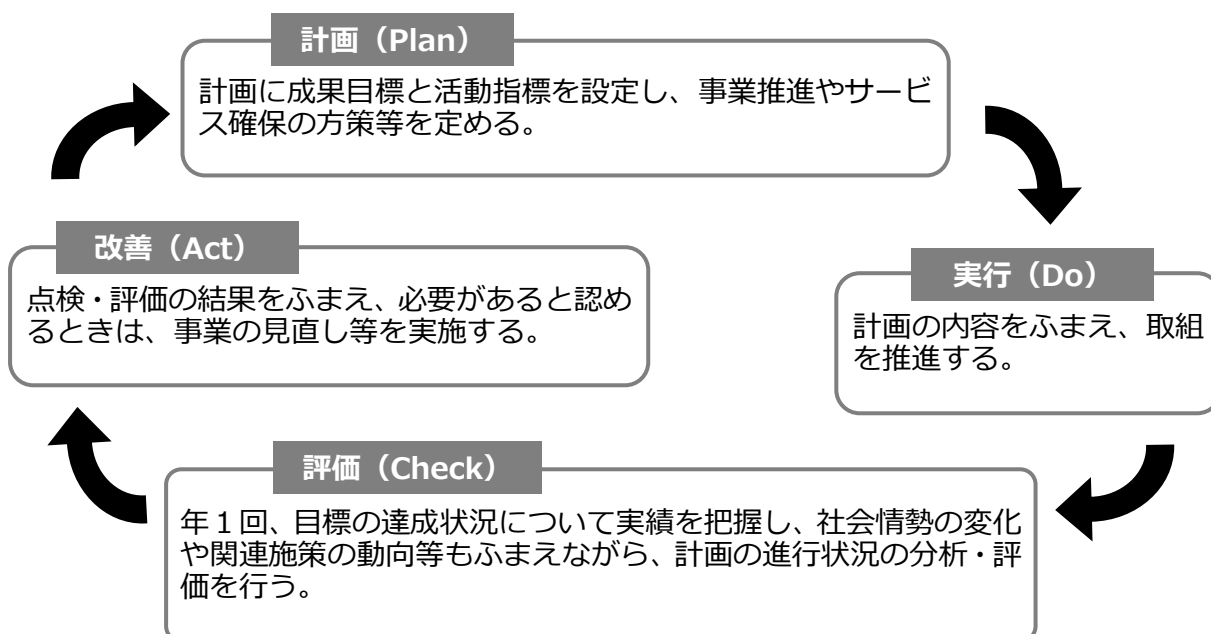 計画（Plan）
計画に成果目標と活動指標を設定し、事業推進やサービ
ス確保の方策等を定める。
実行（Do）
計画の内容をふまえ、取組
を推進する。
評価（Check）
年１回、目標の達成状況について実績を把握し、社会情勢の変化
や関連施策の動向等もふまえながら、計画の進行状況の分析・評
価を行う。
改善（Act）
点検・評価の結果をふまえ、必要があると認め
るときは、事業の見直し等を実施する。